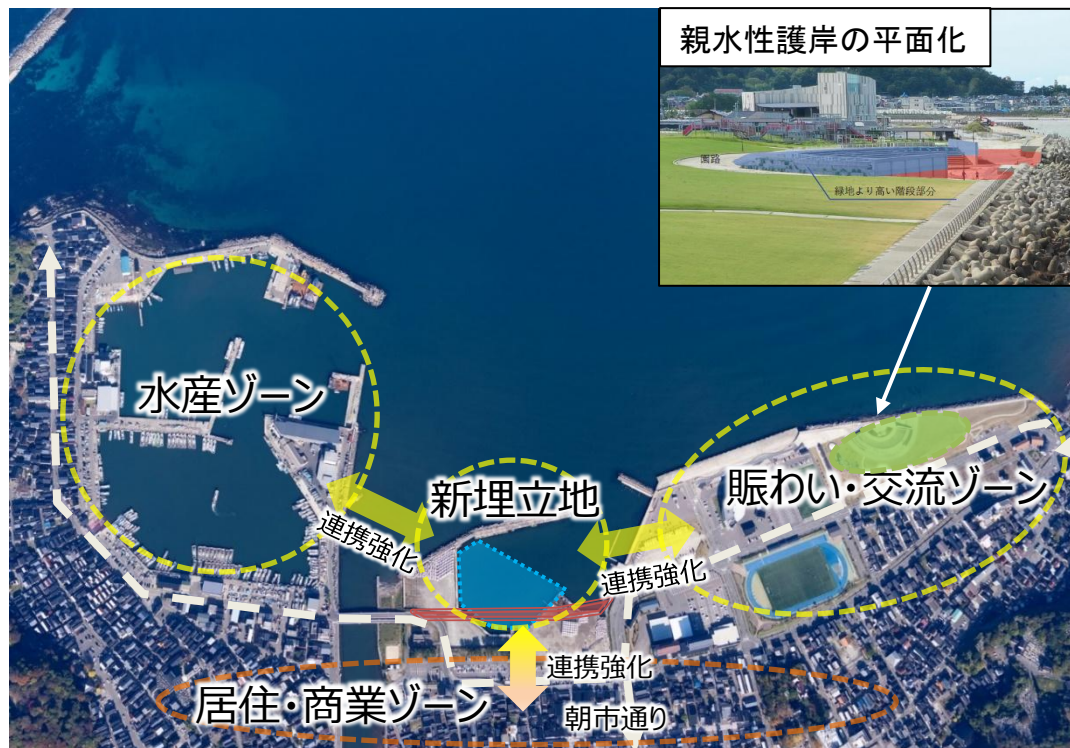 親水性護岸の平面化
園路
緑地より高い階段部分
水産ゾーン
新埋立地
賑わい・交流ゾーン
連携強化
連携強化
連携強化
居住・商業ゾーン
朝市通り